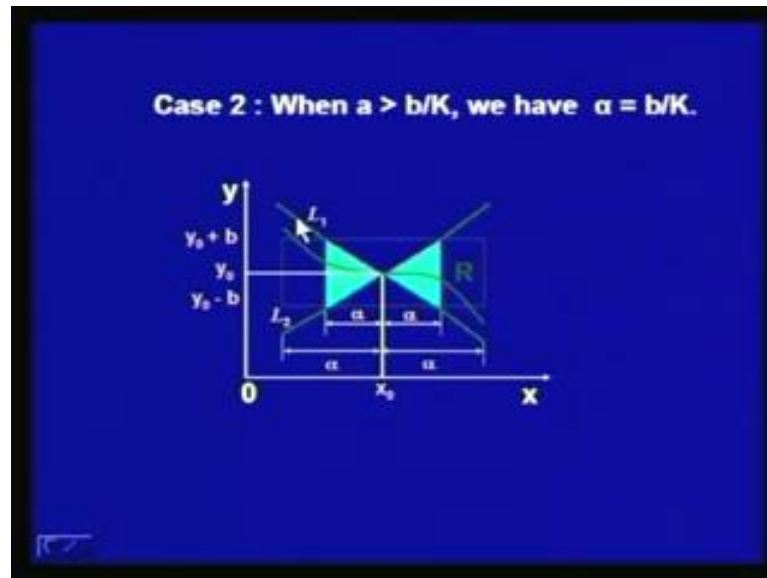 Case 2 : When a > b/K, we have α = b/K.
y
L₁
y₀ + b
y₀
R
y₀ - b
L₂
α α
α α
0
x₀
x